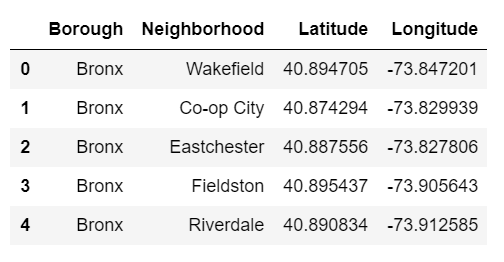 Borough Neighborhood Latitude Longitude
0 Bronx Wakefield 40.894705 -73.847201
1 Bronx Co-op City 40.874294 -73.829939
2 Bronx Eastchester 40.887556 -73.827806
3 Bronx Fieldston 40.895437 -73.905643
4 Bronx Riverdale 40.890834 -73.912585